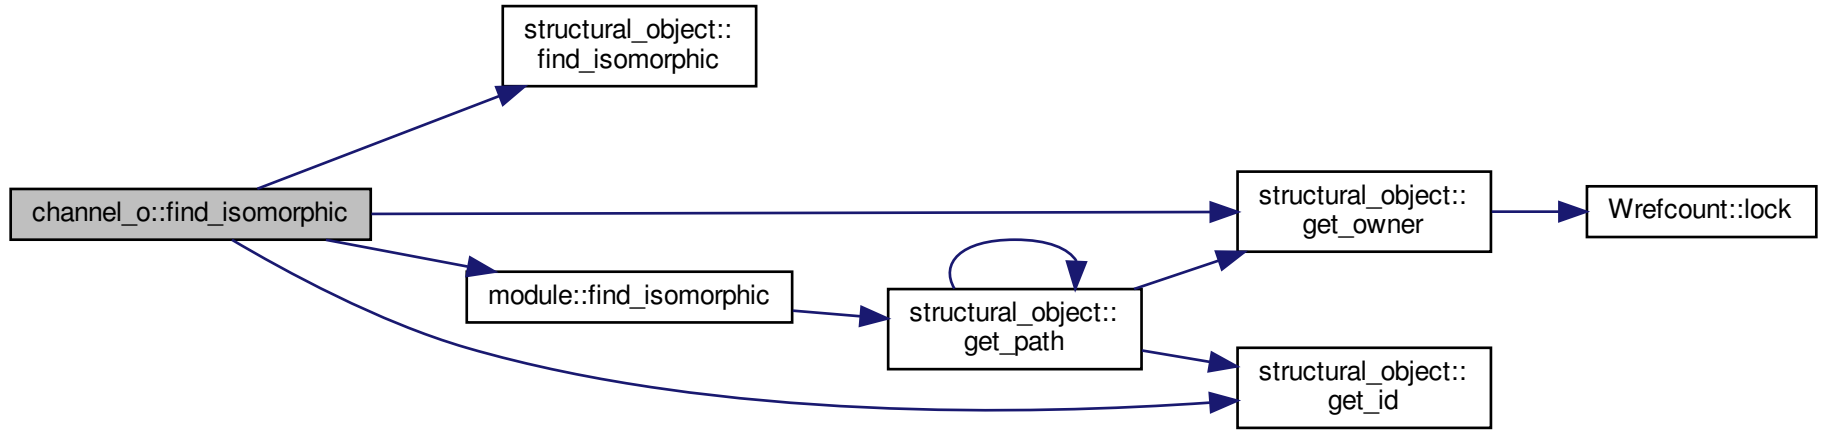 structural_object::
find_isomorphic
channel_o::find_isomorphic
structural_object::
get_owner
Wrefcount::lock
module::find_isomorphic
structural_object::
get_path
structural_object::
get_id